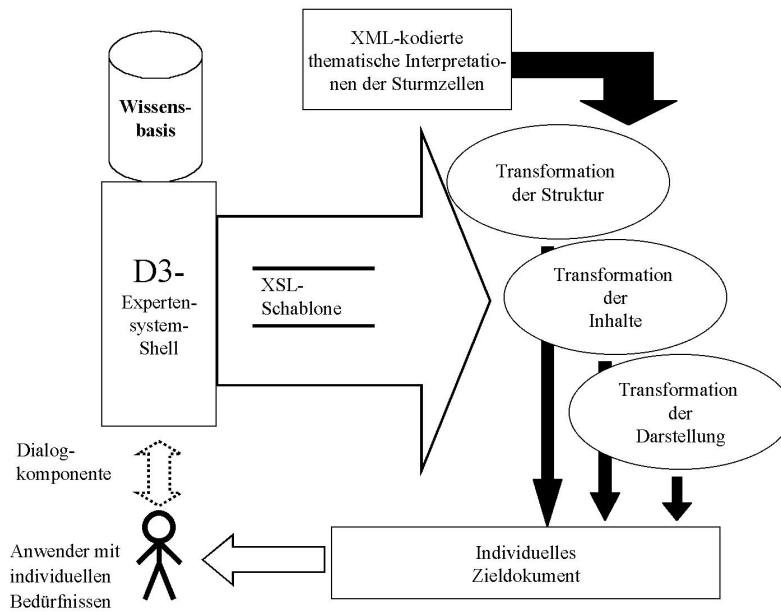 XML-kodierte
thematische Interpretatio-
nen der Sturmzellen
Wissens-
basis
Transformation
der Struktur
D3-
Experten-
system-
Shell
XSL-
Schablone
Transformation
der
Inhalte
Transformation
der
Darstellung
Dialog-
komponente
Anwender mit
individuellen
Bedürfnissen
Individuelles
Zieldokument